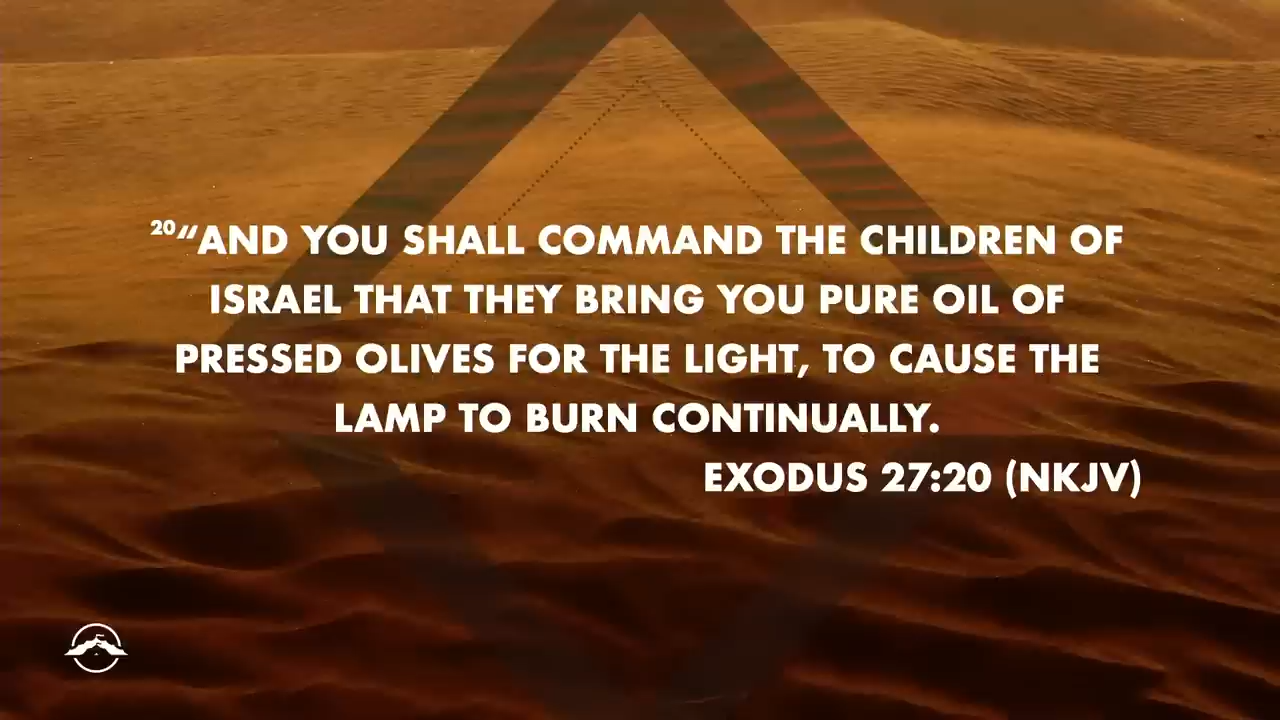 ²⁰“AND YOU SHALL COMMAND THE CHILDREN OF
ISRAEL THAT THEY BRING YOU PURE OIL OF
PRESSED OLIVES FOR THE LIGHT, TO CAUSE THE
LAMP TO BURN CONTINUALLY.
EXODUS 27:20 (NKJV)